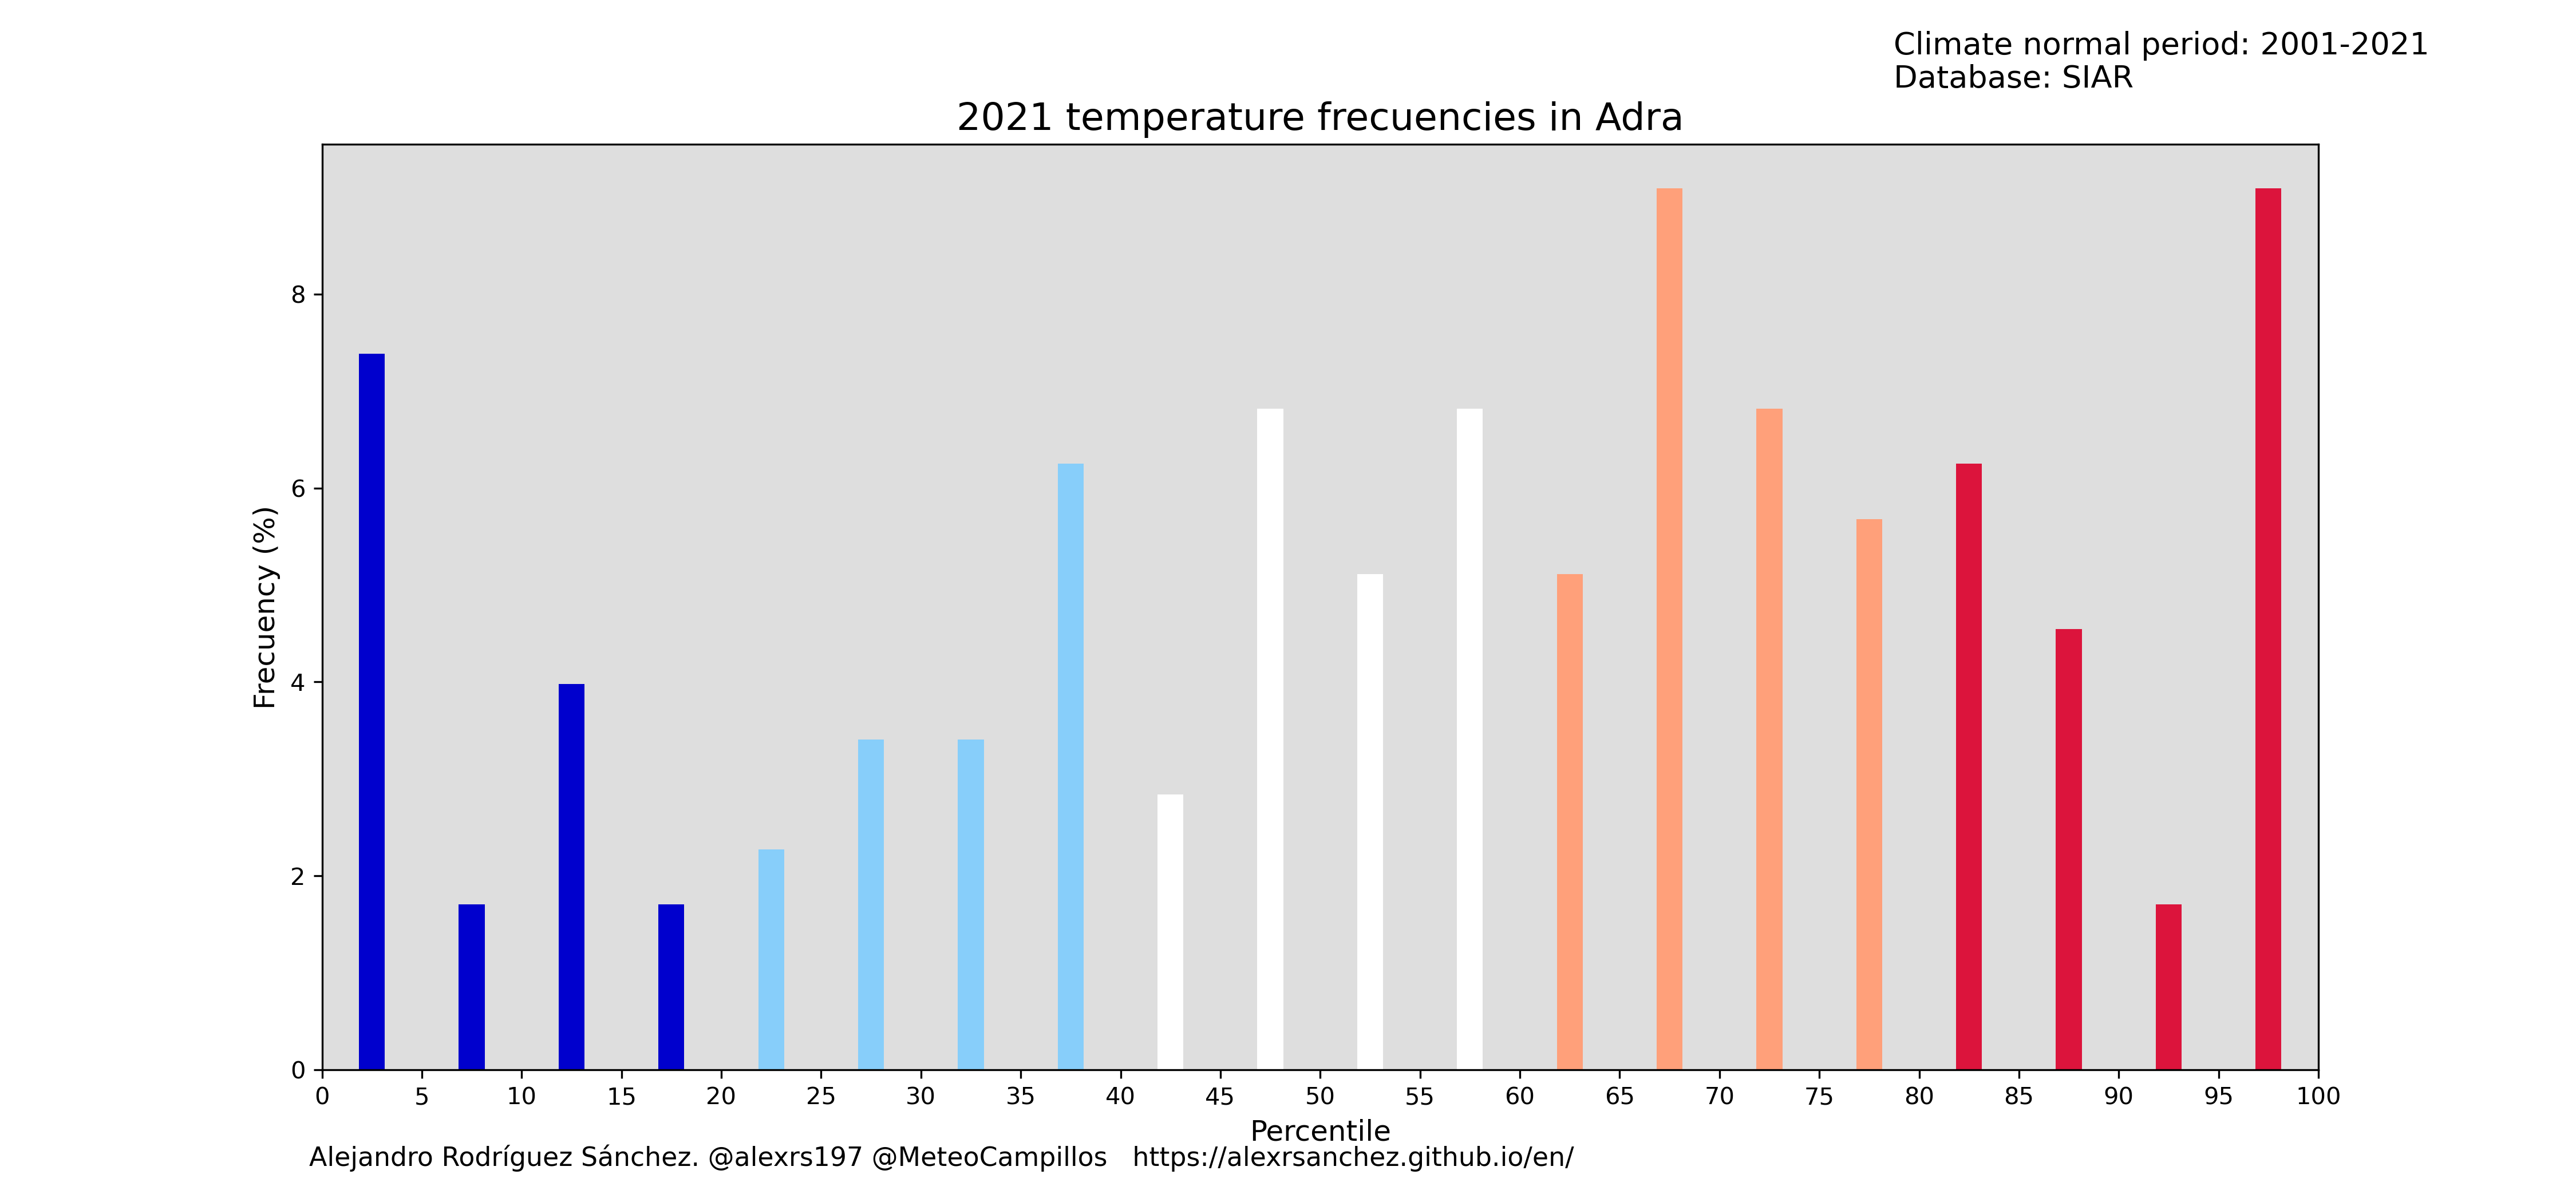 Climate normal period: 2001-2021
Database: SIAR
2021 temperature frecuencies in Adra
Frecuency (%)
8
6
4
2
0
0 5 10 15 20 25 30 35 40 45 50 55 60 65 70 75 80 85 90 95 100
Percentile
Alejandro Rodríguez Sánchez. @alexrs197 @MeteoCampillos https://alexrsanchez.github.io/en/